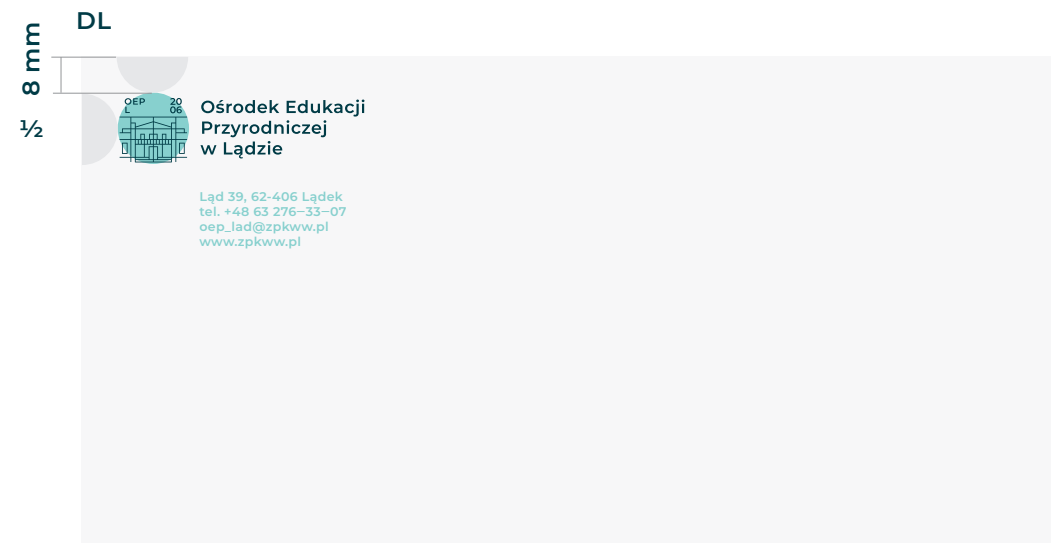 DL
8 mm
½
OEP 20
L 06
Ośrodek Edukacji
Przyrodniczej
w Lądzie
Ląd 39, 62-406 Lądek
tel. +48 63 276–33–07
oep_lad@zpkww.pl
www.zpkww.pl